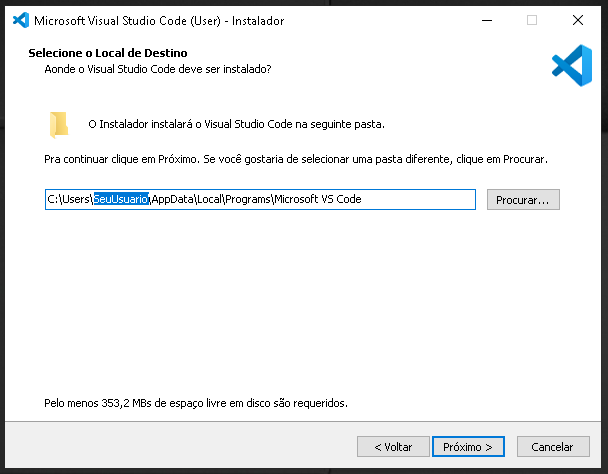 Microsoft Visual Studio Code (User) - Instalador
Selecione o Local de Destino
Aonde o Visual Studio Code deve ser instalado?
O Instalador instalará o Visual Studio Code na seguinte pasta.
Pra continuar clique em Próximo. Se você gostaria de selecionar uma pasta diferente, clique em Procurar.
C:\Users\SeuUsuario\AppData\Local\Programs\Microsoft VS Code
Procurar...
Pelo menos 353,2 MBs de espaço livre em disco são requeridos.
< Voltar
Próximo >
Cancelar